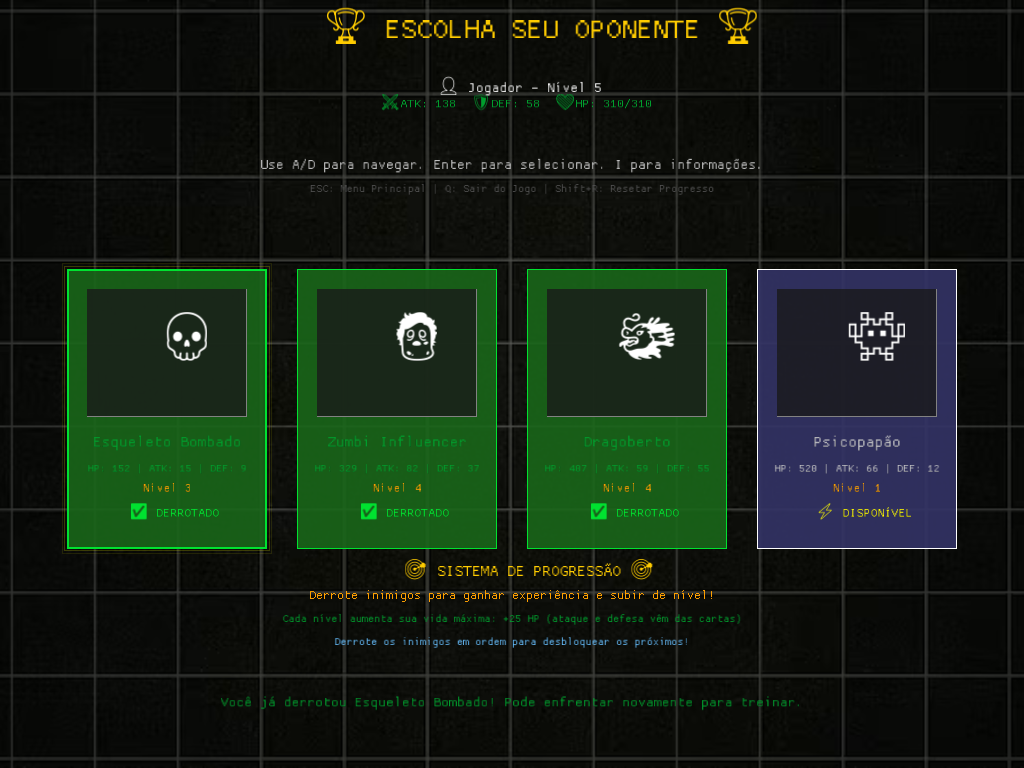 ESCOLHA SEU OPONENTE
Jogador - Nível 5
ATK: 138 DEF: 58 HP: 310/310
Use A/D para navegar. Enter para selecionar. I para informações.
ESC: Menu Principal | Q: Sair do Jogo | Shift+R: Resetar Progresso
Esqueleto Bombado
HP: 152 | ATK: 15 | DEF: 9
Nível 3
DERROTADO
Zumbi Influencer
HP: 329 | ATK: 82 | DEF: 37
Nível 4
DERROTADO
Dragoberto
HP: 407 | ATK: 59 | DEF: 55
Nível 4
DERROTADO
Psicopapão
HP: 520 | ATK: 66 | DEF: 12
Nível 1
DISPONÍVEL
SISTEMA DE PROGRESSÃO
Derrote inimigos para ganhar experiência e subir de nível!
Cada nível aumenta sua vida máxima: +25 HP (ataque e defesa vêm das cartas)
Derrote os inimigos em ordem para desbloquear os próximos!
Você já derrotou Esqueleto Bombado! Pode enfrentar novamente para treinar.